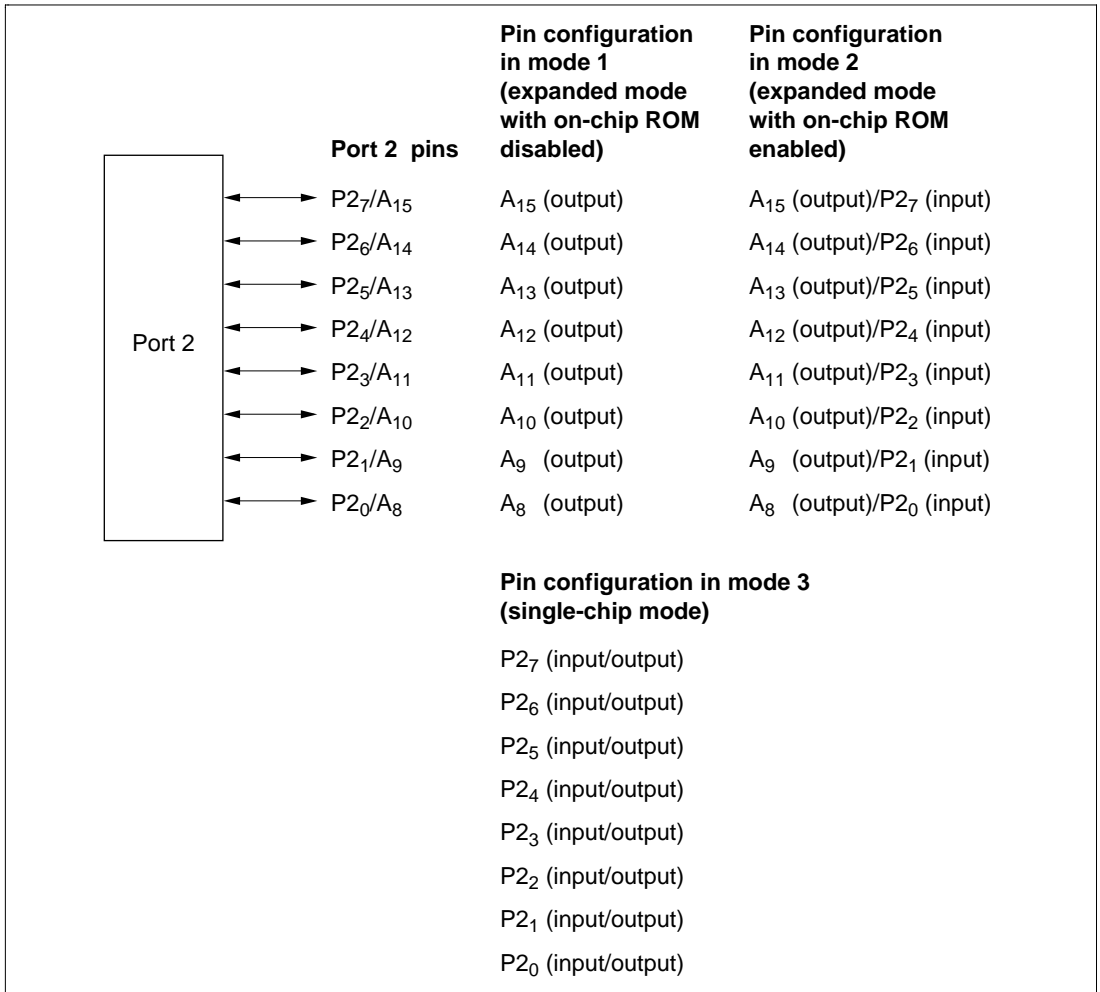 Pin configuration
in mode 1
(expanded mode
with on-chip ROM
disabled)
Pin configuration
in mode 2
(expanded mode
with on-chip ROM
enabled)
Port 2 pins
Port 2
P2₇/A₁₅ A₁₅ (output) A₁₅ (output)/P2₇ (input)
P2₆/A₁₄ A₁₄ (output) A₁₄ (output)/P2₆ (input)
P2₅/A₁₃ A₁₃ (output) A₁₃ (output)/P2₅ (input)
P2₄/A₁₂ A₁₂ (output) A₁₂ (output)/P2₄ (input)
P2₃/A₁₁ A₁₁ (output) A₁₁ (output)/P2₃ (input)
P2₂/A₁₀ A₁₀ (output) A₁₀ (output)/P2₂ (input)
P2₁/A₉ A₉ (output) A₉ (output)/P2₁ (input)
P2₀/A₈ A₈ (output) A₈ (output)/P2₀ (input)
Pin configuration in mode 3
(single-chip mode)
P2₇ (input/output)
P2₆ (input/output)
P2₅ (input/output)
P2₄ (input/output)
P2₃ (input/output)
P2₂ (input/output)
P2₁ (input/output)
P2₀ (input/output)